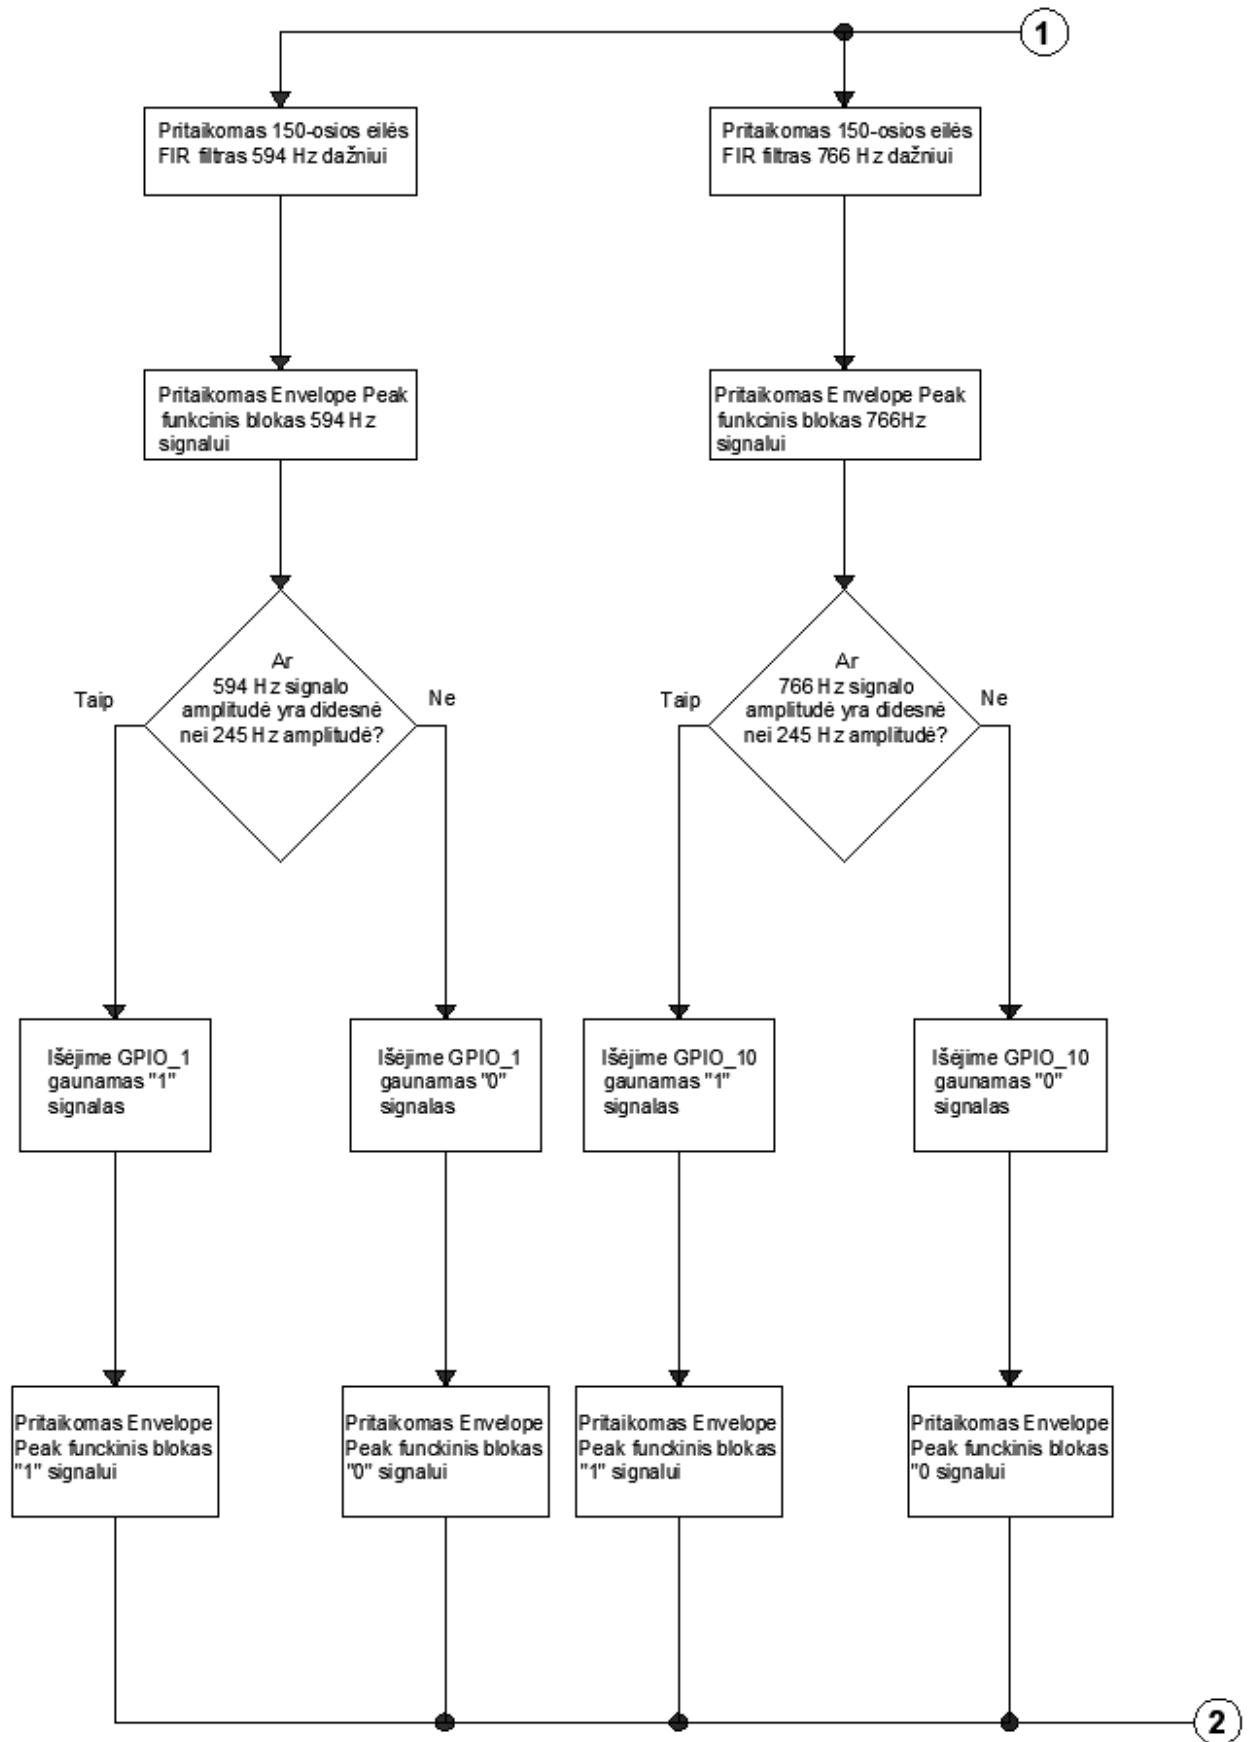 1
Pritaikomas 150-osios eilės
FIR filtras 594 Hz dažniui
Pritaikomas 150-osios eilės
FIR filtras 766 Hz dažniui
Pritaikomas Envelope Peak
funkcinis blokas 594 Hz
signalui
Pritaikomas Envelope Peak
funkcinis blokas 766Hz
signalui
Ar
594 Hz signalo
amplitudė yra didesnė
nei 245 Hz amplitudė?
Taip
Ne
Ar
766 Hz signalo
amplitudė yra didesnė
nei 245 Hz amplitudė?
Taip
Ne
Išėjime GPIO_1
gaunamas "1"
signalas
Išėjime GPIO_1
gaunamas "0"
signalas
Išėjime GPIO_10
gaunamas "1"
signalas
Išėjime GPIO_10
gaunamas "0"
signalas
Pritaikomas Envelope
Peak funckinis blokas
"1" signalui
Pritaikomas Envelope
Peak funckinis blokas
"0" signalui
Pritaikomas Envelope
Peak funckinis blokas
"1" signalui
Pritaikomas Envelope
Peak funckinis blokas
"0 signalui
2